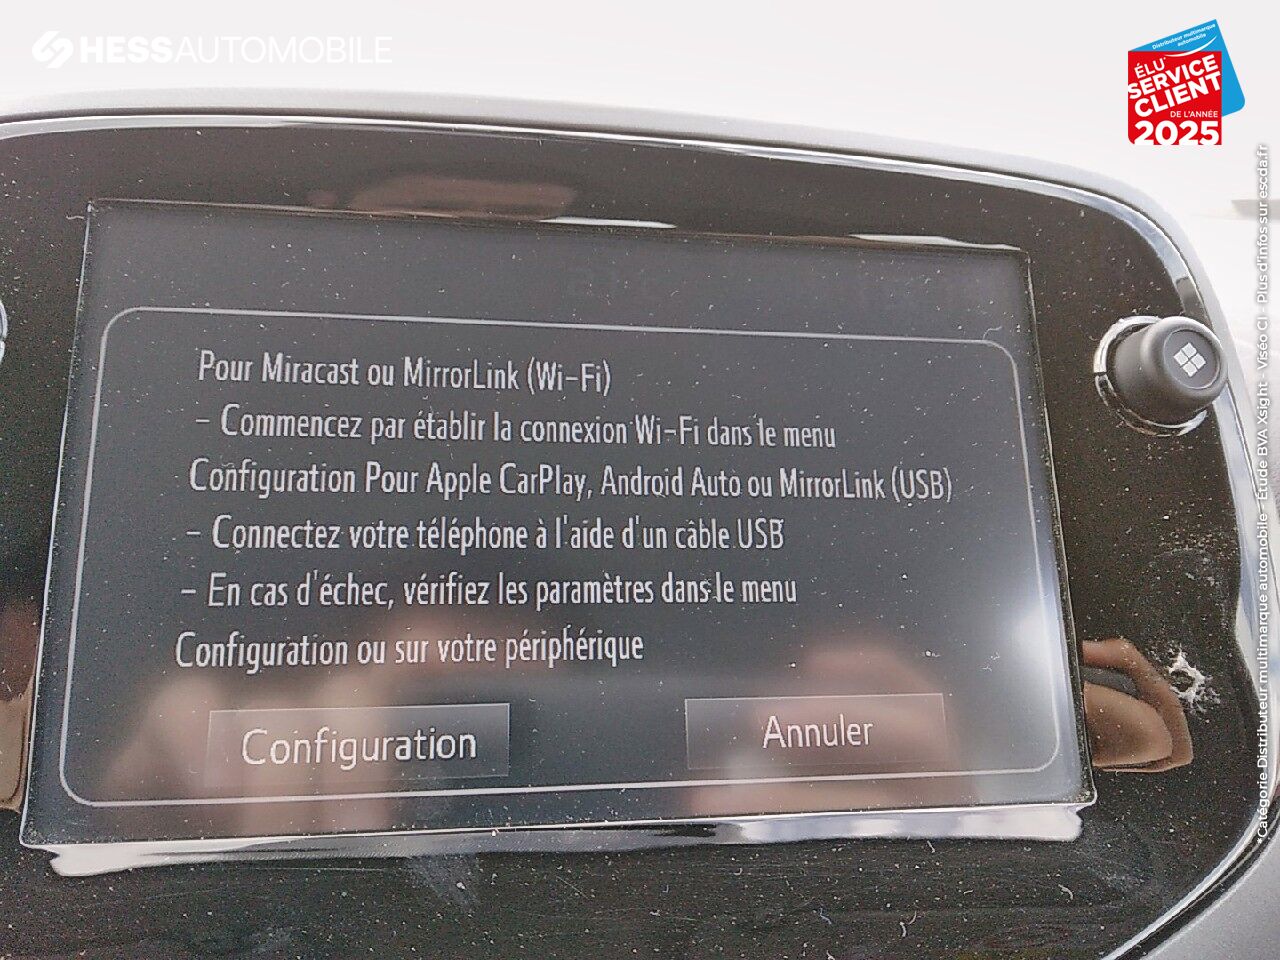 HESSAUTOMOBILE
Distributeur multimarque
automobile
ÉLU
SERVICE
CLIENT
DE L'ANNÉE
2025
Pour Miracast ou MirrorLink (Wi-Fi)
- Commencez par établir la connexion Wi-Fi dans le menu
Configuration Pour Apple CarPlay, Android Auto ou MirrorLink (USB)
- Connectez votre téléphone à l'aide d'un câble USB
- En cas d'échec, vérifiez les paramètres dans le menu
Configuration ou sur votre périphérique
Configuration
Annuler
Catégorie Distributeur multimarque automobile - Étude BVA Xsight - Viséo CI - Plus d'infos sur escda.fr